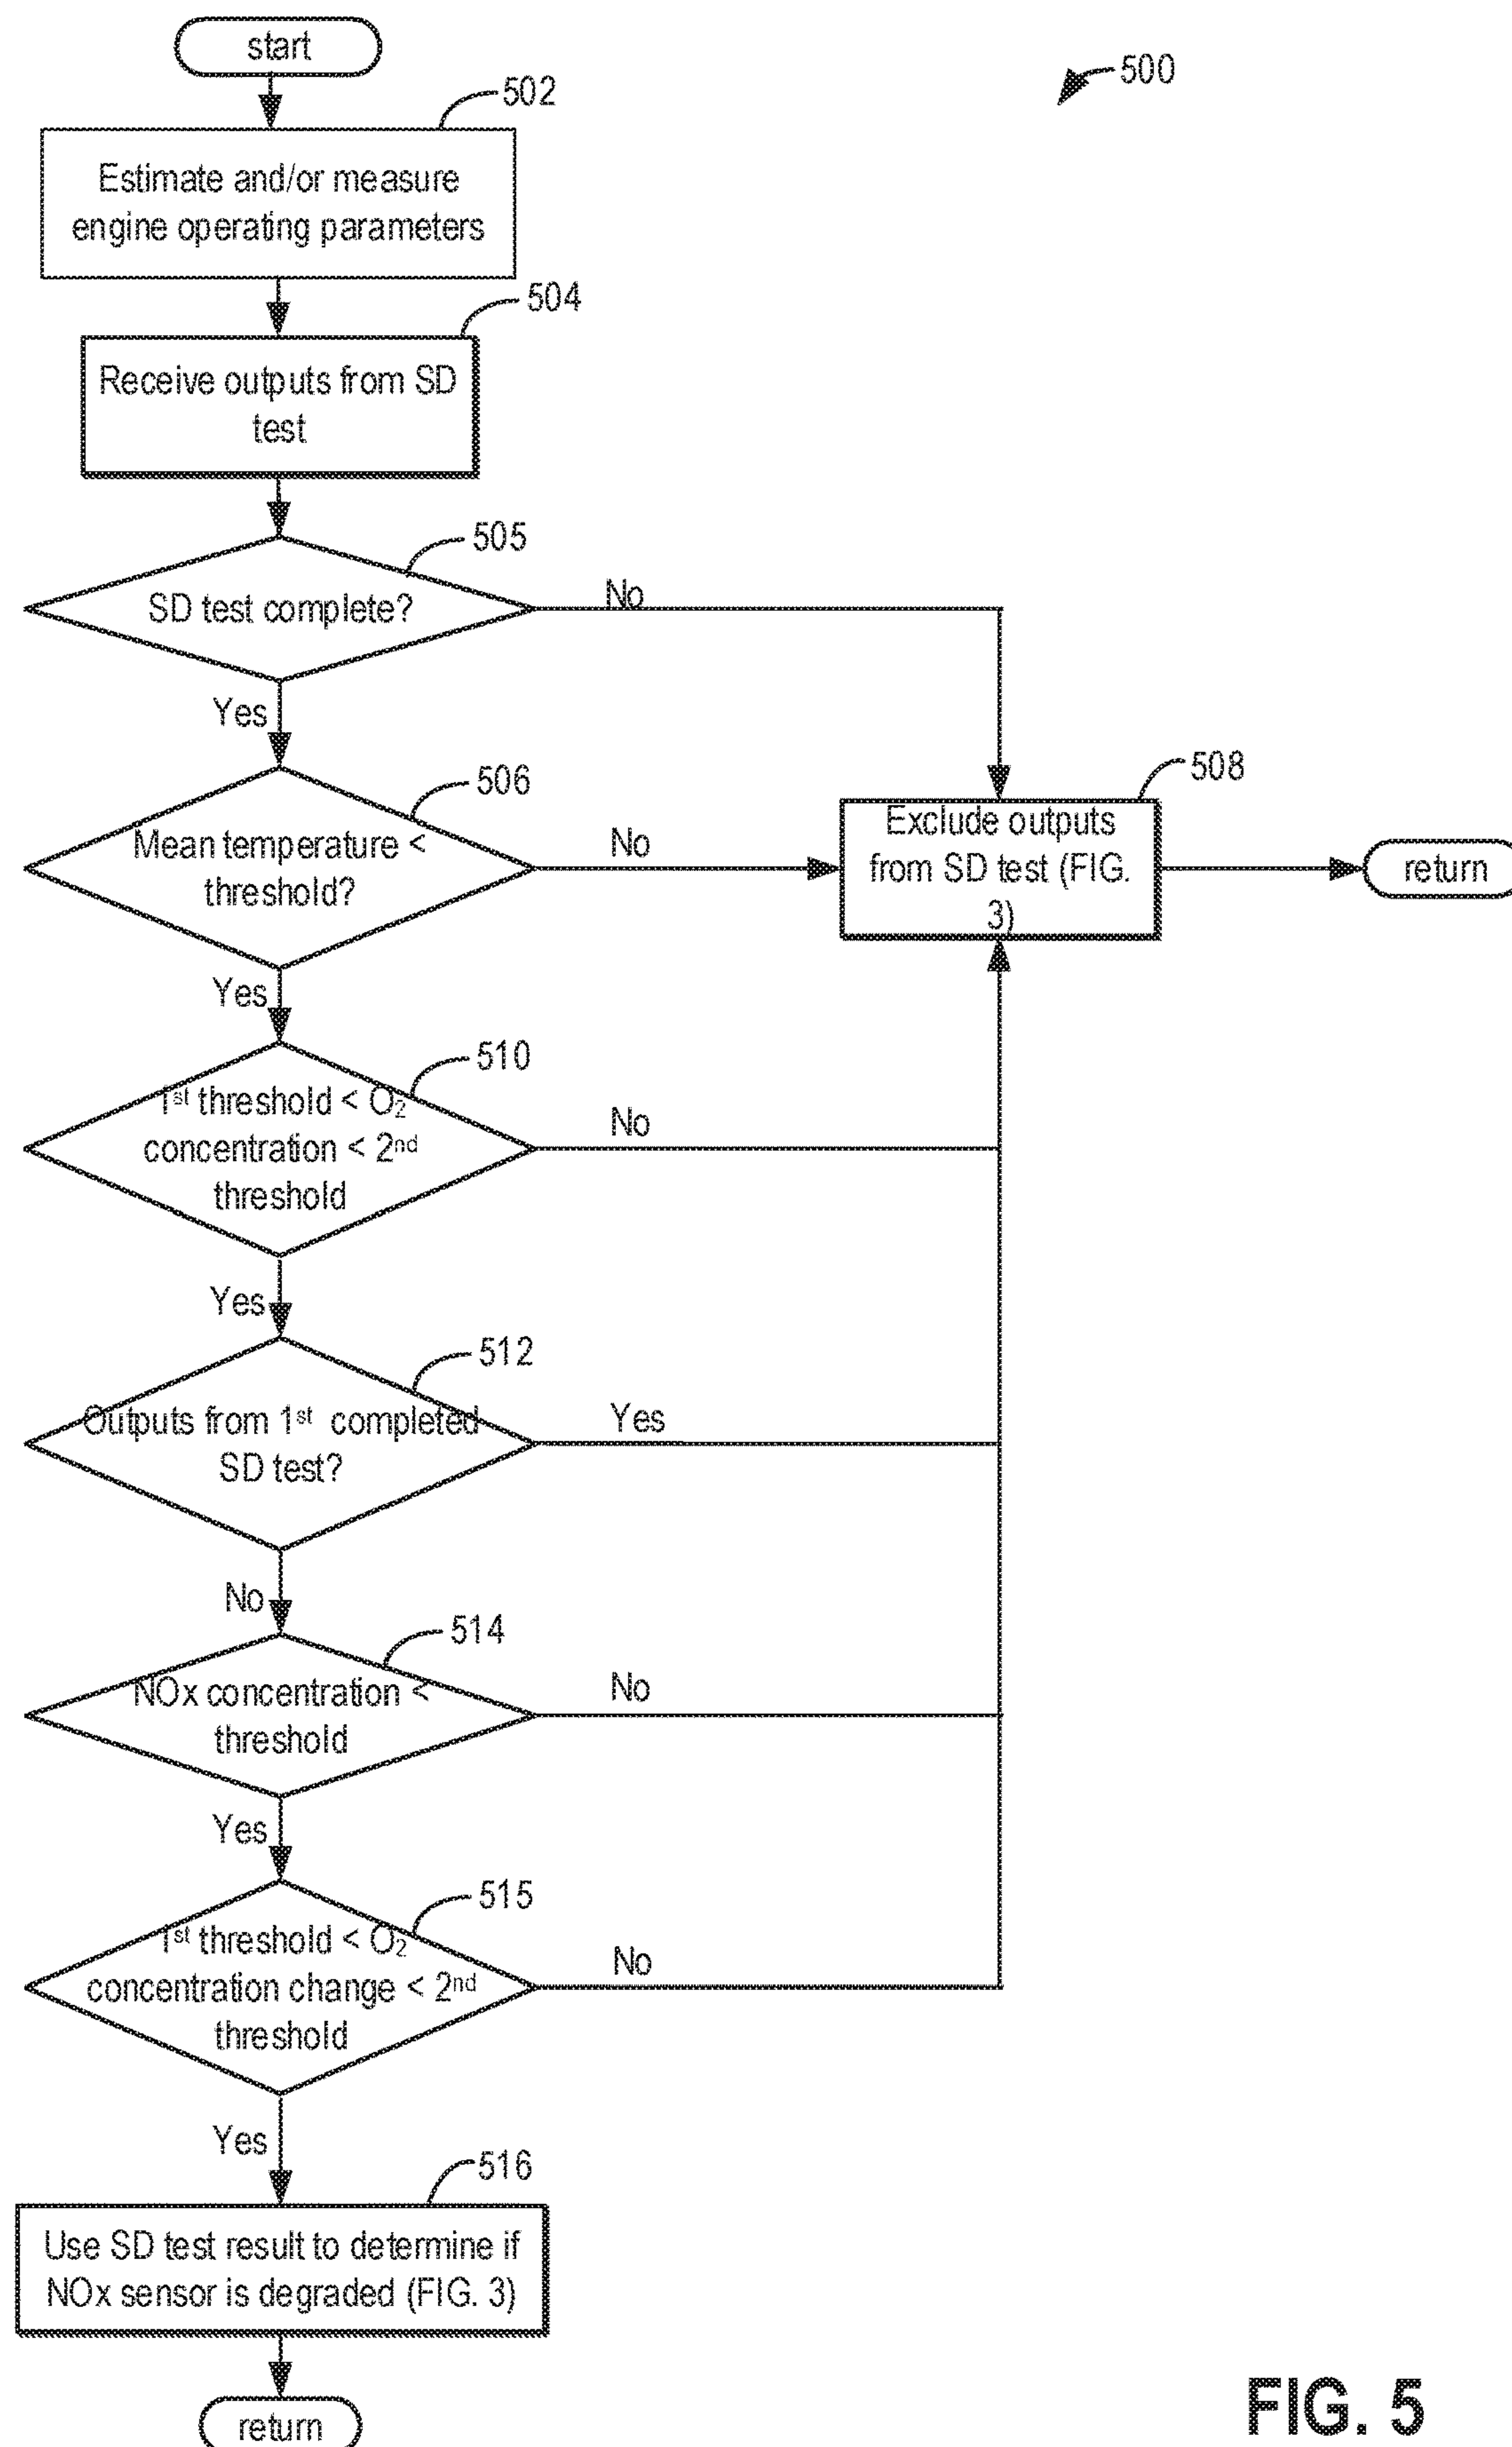 start
500
502
Estimate and/or measure
engine operating parameters
504
Receive outputs from SD
test
505
SD test complete?
No
Yes
506
Mean temperature <
threshold?
No
508
Exclude outputs
from SD test (FIG.
3)
return
Yes
510
1st threshold < O₂
concentration < 2nd
threshold
No
Yes
512
Outputs from 1st completed
SD test?
Yes
No
514
NOx concentration <
threshold
No
Yes
515
1st threshold < O₂
concentration change < 2nd
threshold
No
Yes
516
Use SD test result to determine if
NOx sensor is degraded (FIG. 3)
return
FIG. 5